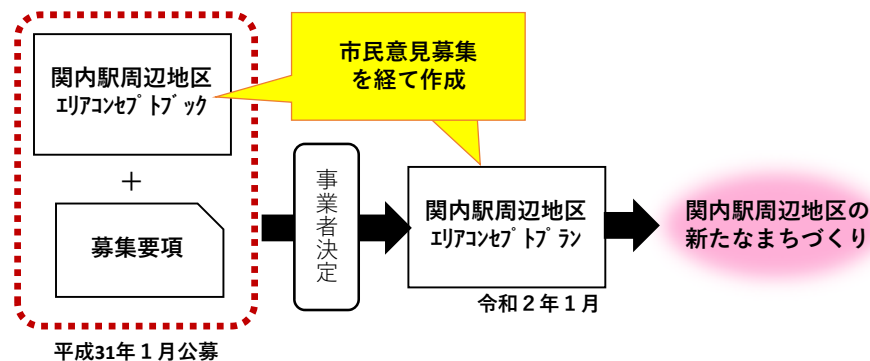 関内駅周辺地区
ｴﾘｱｺﾝｾﾌﾟﾄﾌﾞｯｸ
＋
募集要項
平成31年１月公募
市民意見募集
を経て作成
事業者決定
関内駅周辺地区
ｴﾘｱｺﾝｾﾌﾟﾄﾌﾟﾗﾝ
令和２年１月
関内駅周辺地区の
新たなまちづくり